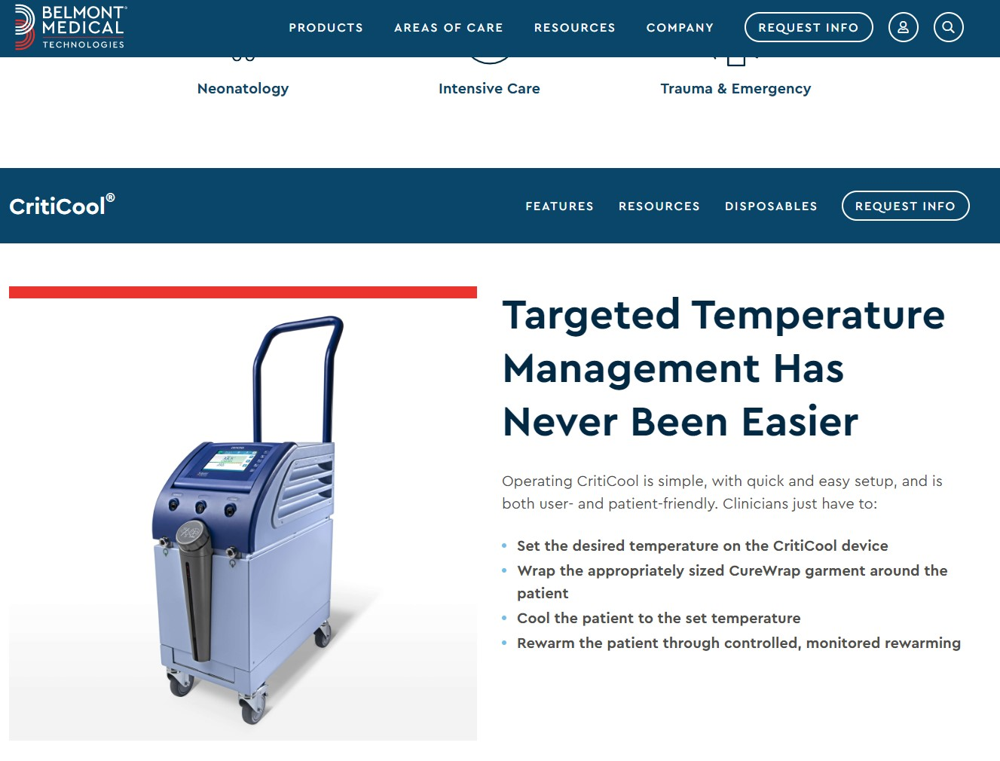 BELMONT®
MEDICAL
TECHNOLOGIES
PRODUCTS
AREAS OF CARE
RESOURCES
COMPANY
REQUEST INFO
Neonatology
Intensive Care
Trauma & Emergency
CritiCool®
FEATURES
RESOURCES
DISPOSABLES
REQUEST INFO
Targeted Temperature
Management Has
Never Been Easier
Operating CritiCool is simple, with quick and easy setup, and is
both user- and patient-friendly. Clinicians just have to:
Set the desired temperature on the CritiCool device
Wrap the appropriately sized CureWrap garment around the
patient
Cool the patient to the set temperature
Rewarm the patient through controlled, monitored rewarming